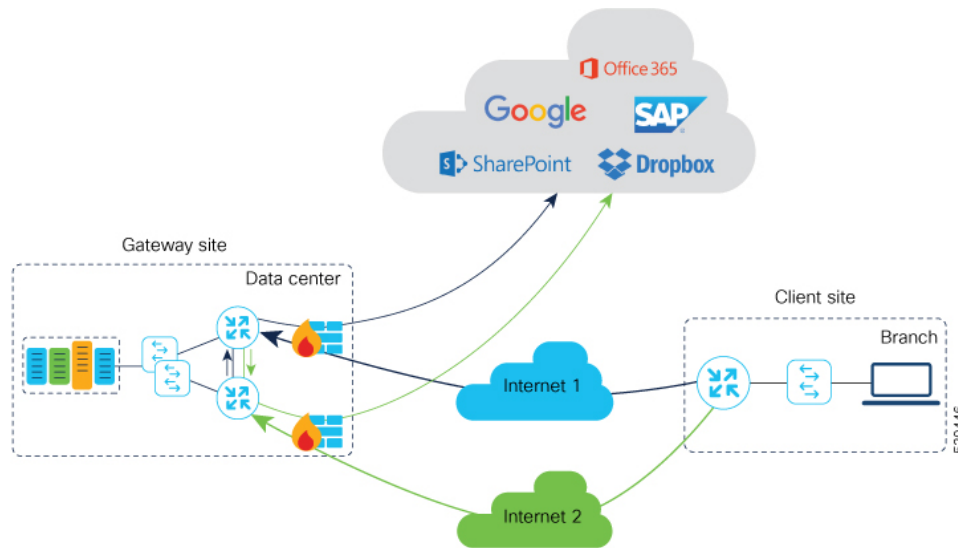 Office 365
Google
SAP
SharePoint
Dropbox
Gateway site
Data center
Client site
Branch
Internet 1
Internet 2